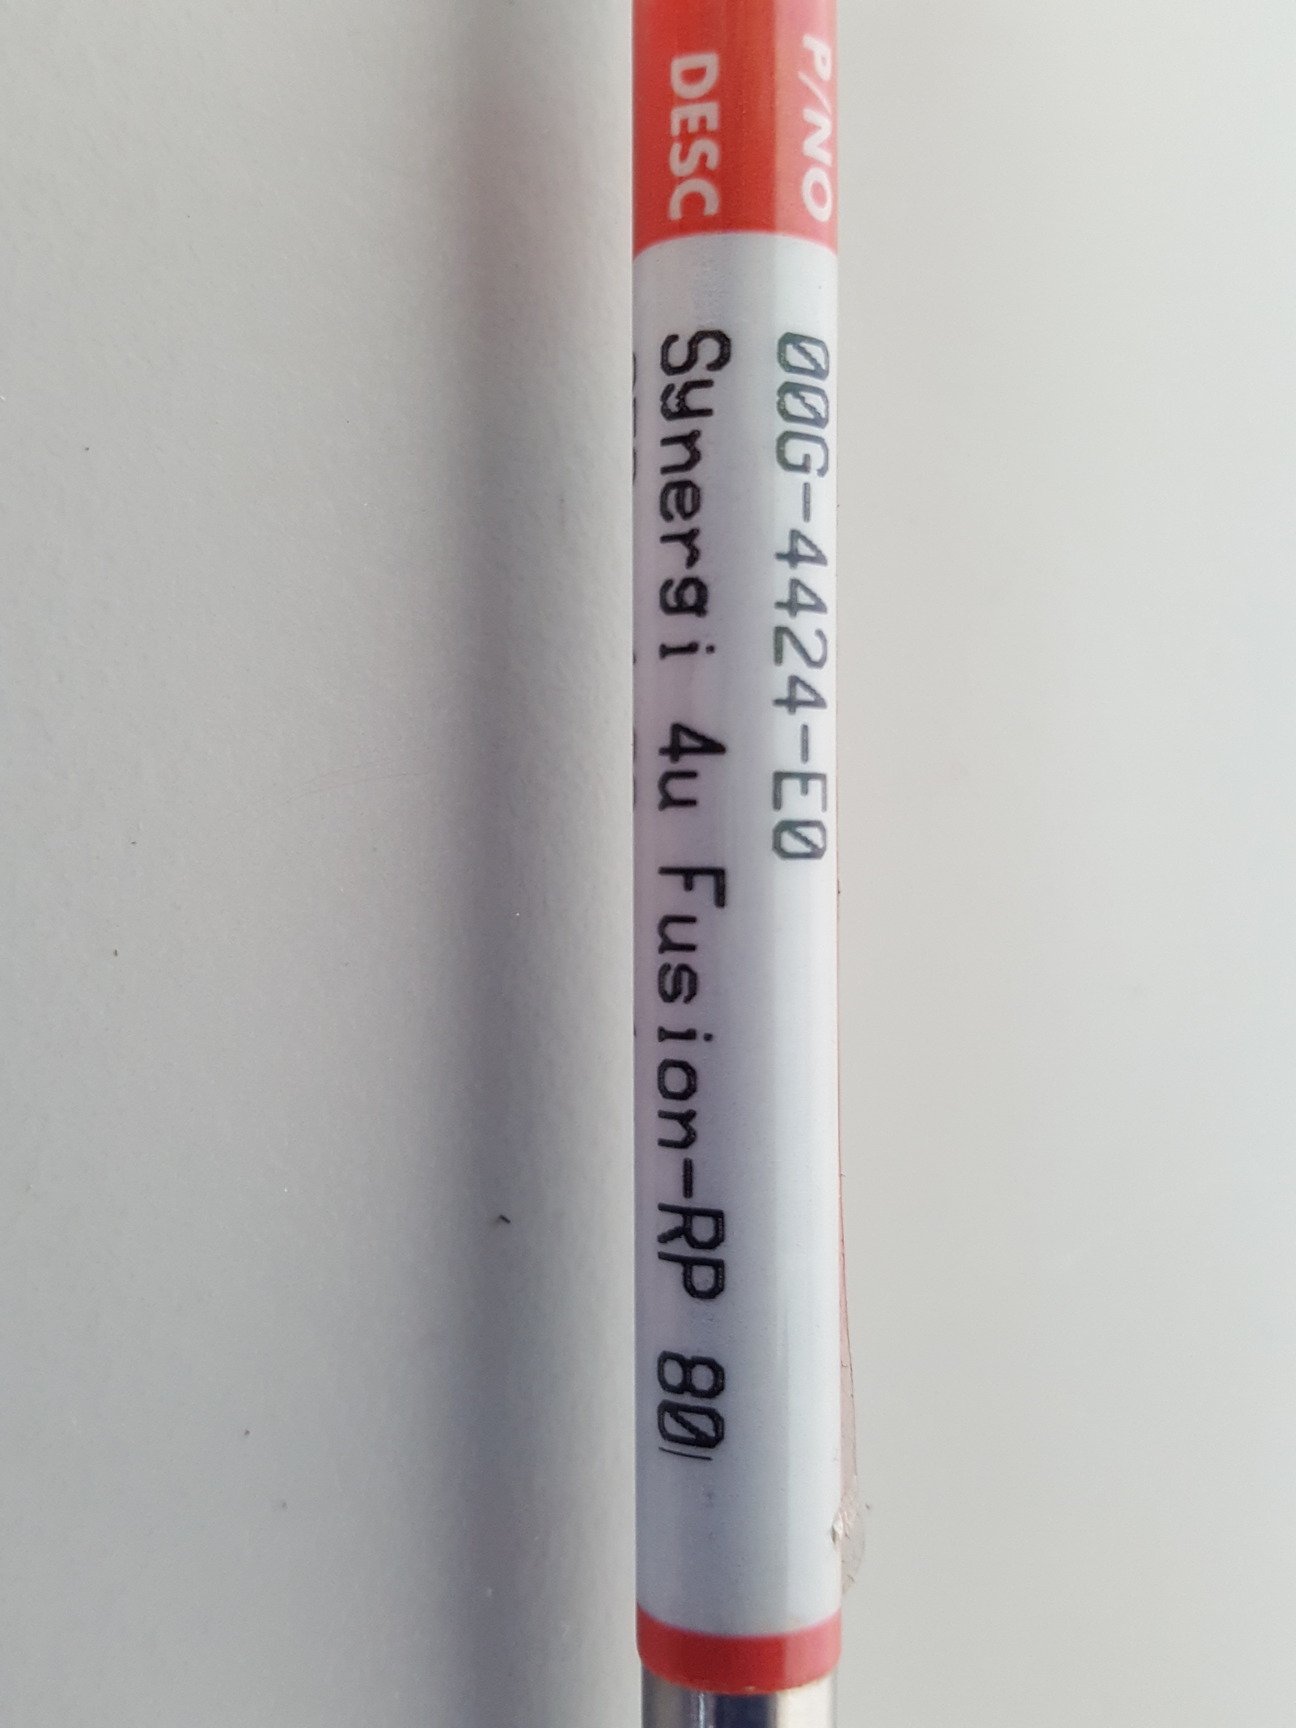 P/NO 00G-4424-E0
DESC Synergi 4u Fusion-RP 80